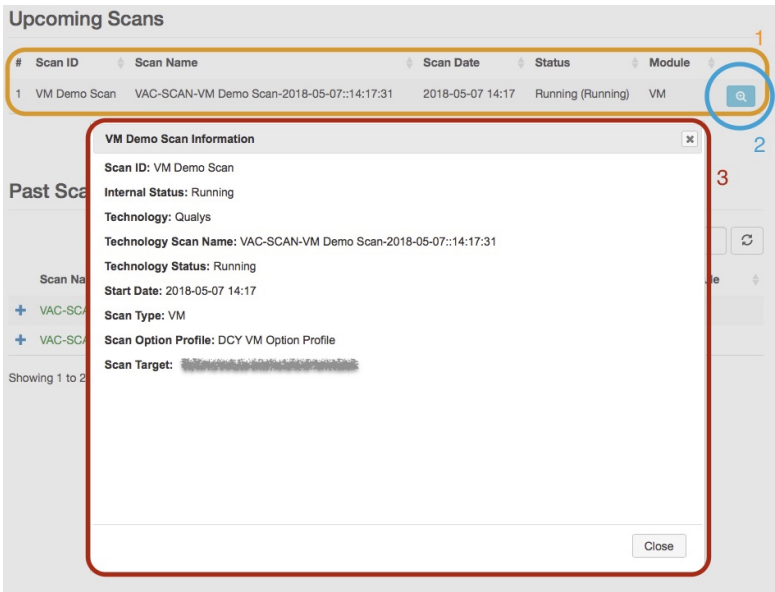 Upcoming Scans
1
# Scan ID Scan Name Scan Date Status Module
1 VM Demo Scan VAC-SCAN-VM Demo Scan-2018-05-07::14:17:31 2018-05-07 14:17 Running (Running) VM
2
VM Demo Scan Information
Scan ID: VM Demo Scan
3
Past Sca
Internal Status: Running
Technology: Qualys
Technology Scan Name: VAC-SCAN-VM Demo Scan-2018-05-07::14:17:31
Technology Status: Running
Scan Na
le
Start Date: 2018-05-07 14:17
VAC-SCA
Scan Type: VM
VAC-SCA
Scan Option Profile: DCY VM Option Profile
Scan Target:
Showing 1 to 2
Close